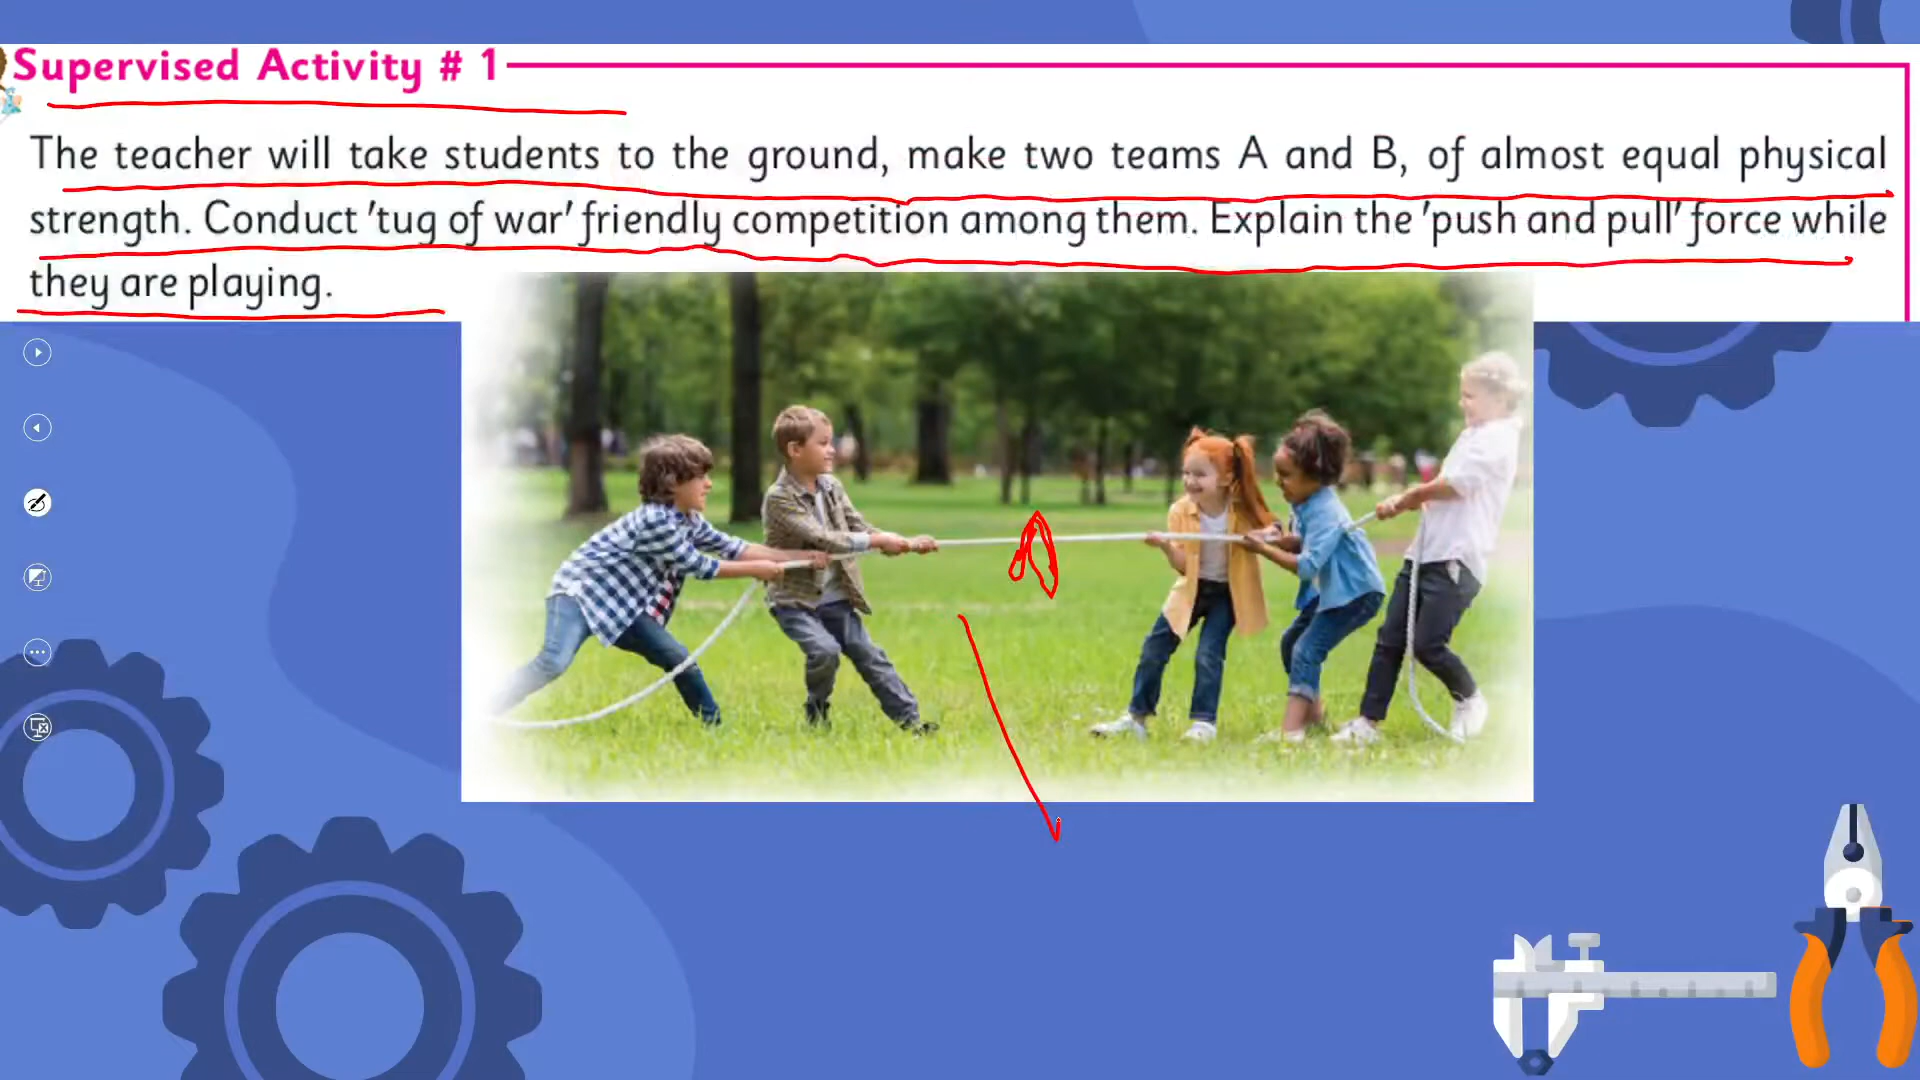 Supervised Activity # 1
The teacher will take students to the ground, make two teams A and B, of almost equal physical
strength. Conduct 'tug of war' friendly competition among them. Explain the 'push and pull' force while
they are playing.